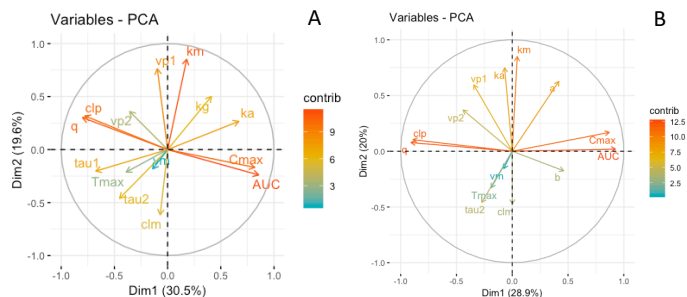 Variables - PCA
A
1.0
0.5
0.0
-0.5
-1.0
Dim2 (19.6%)
km
vp1
kg
ka
clp
q
vp2
tau1
Tmax
vm
tau2
clm
Cmax
AUC
-1.0 -0.5 0.0 0.5 1.0
Dim1 (30.5%)
contrib
9
6
3
Variables - PCA
B
1.0
0.5
0.0
-0.5
-1.0
Dim2 (20%)
km
ka
vp1
a
vp2
clp
q
Cmax
AUC
vm
b
Tmax
tau2
clm
-1.0 -0.5 0.0 0.5 1.0
Dim1 (28.9%)
contrib
12.5
10.0
7.5
5.0
2.5